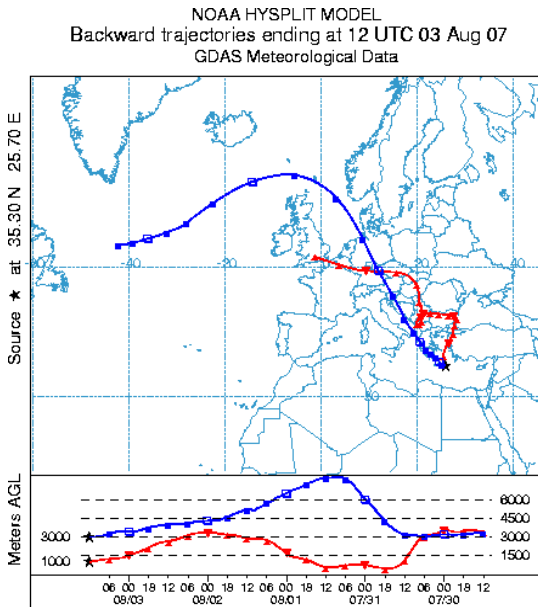 NOAA HYSPLIT MODEL
Backward trajectories ending at 12 UTC 03 Aug 07
GDAS Meteorological Data
Source ★ at 35.30 N 25.70 E
-20
20
40
Meters AGL
3000
1000
6000
4500
3000
1500
06 00 18 12 06 00 18 12 06 00 18 12 06 00 18 12 06 00 18 12
08/03 08/02 08/01 07/31 07/30